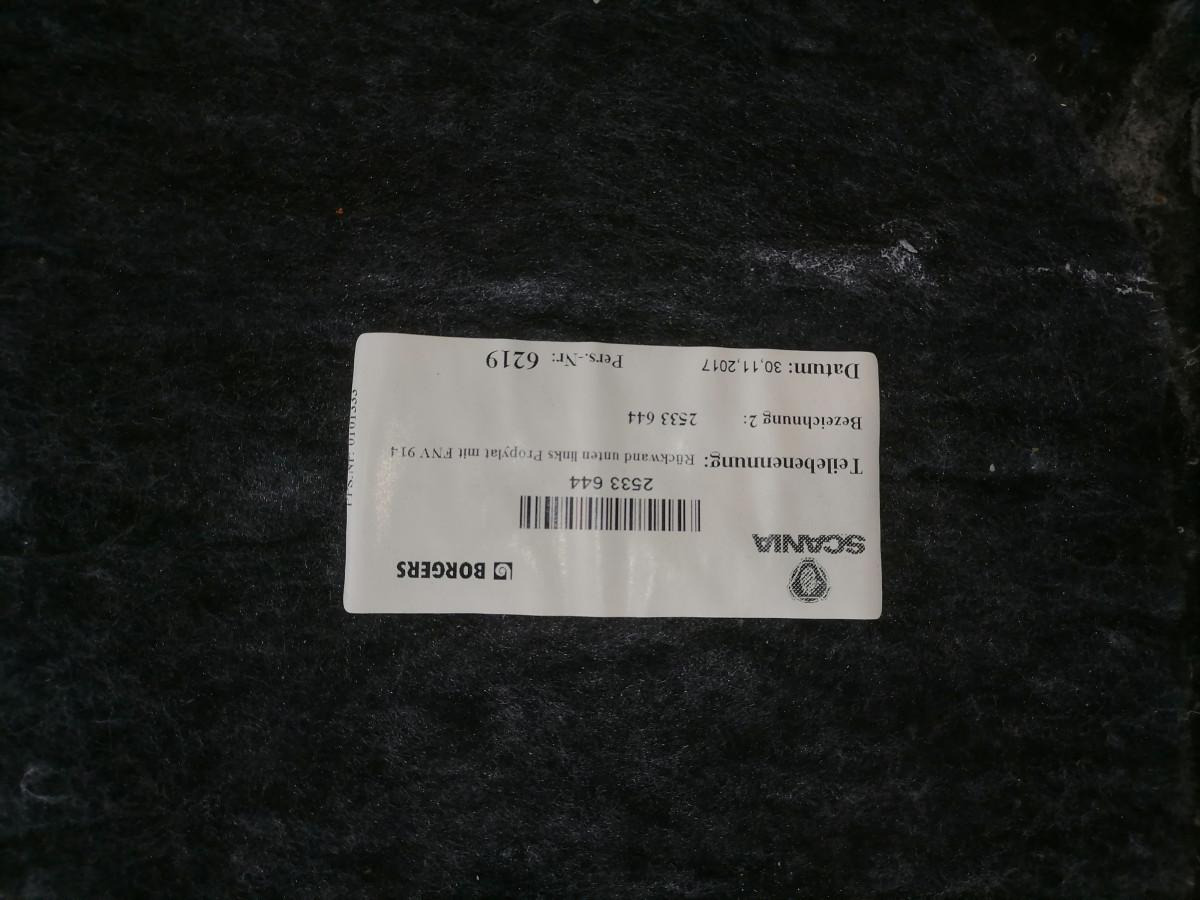 SCANIA
BORGERS
2533 644
Teilebenennung: Rückwand unten links Propylat mit FNV 914
Bezeichnung 2: 2533 644
Datum: 30,11,2017 Pers.-Nr: 6219